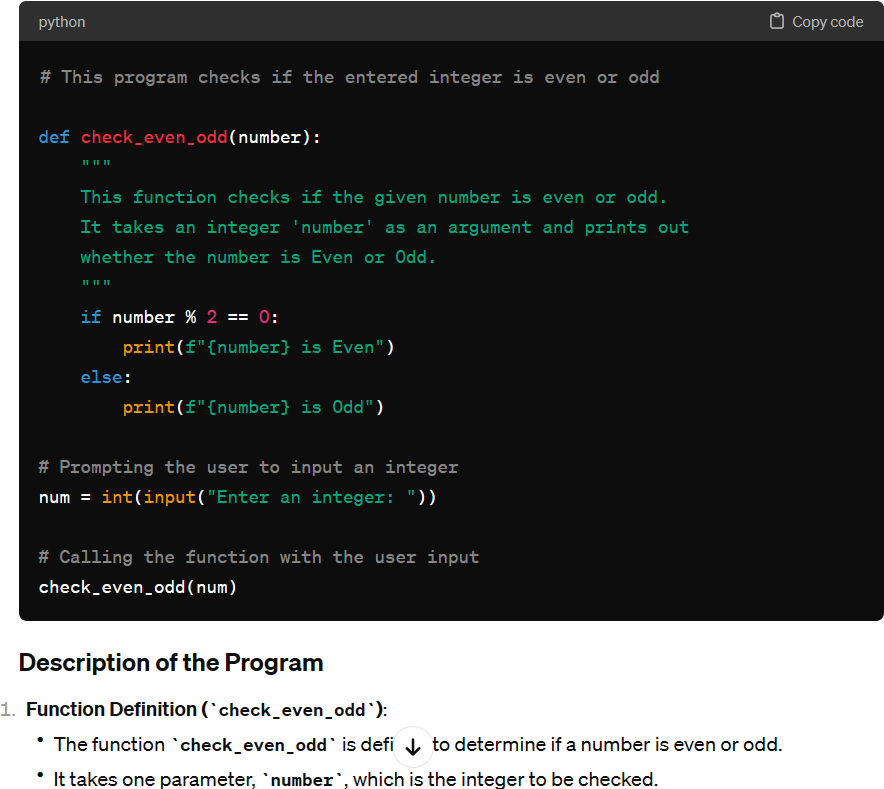 python Copy code
# This program checks if the entered integer is even or odd
def check_even_odd(number):
"""
This function checks if the given number is even or odd.
It takes an integer 'number' as an argument and prints out
whether the number is Even or Odd.
"""
if number % 2 == 0:
print(f"{number} is Even")
else:
print(f"{number} is Odd")
# Prompting the user to input an integer
num = int(input("Enter an integer: "))
# Calling the function with the user input
check_even_odd(num)
Description of the Program
1. Function Definition (`check_even_odd`):
• The function `check_even_odd` is to determine if a number is even or odd.
• It takes one parameter, `number`, which is the integer to be checked.